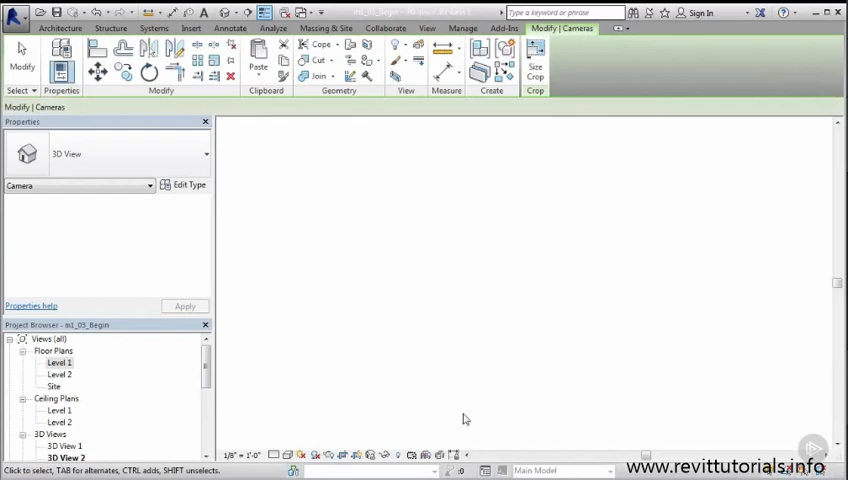 Type a keyword or phrase
Sign In
Architecture Structure Systems Insert Annotate Analyze Massing & Site Collaborate View Manage Add-Ins Modify | Cameras
Modify
Cope
Cut
Join
Paste
Size
Crop
Select Properties Modify Clipboard Geometry View Measure Create Crop
Modify | Cameras
Properties
3D View
Camera
Edit Type
Properties help
Apply
Project Browser - m1_03_Begin
Views (all)
Floor Plans
Level 1
Level 2
Site
Ceiling Plans
Level 1
Level 2
3D Views
3D View 1
3D View 2
1/8" = 1'-0"
Click to select, TAB for alternates, CTRL adds, SHIFT unselects.
:0
Main Model
www.revittutorials.info